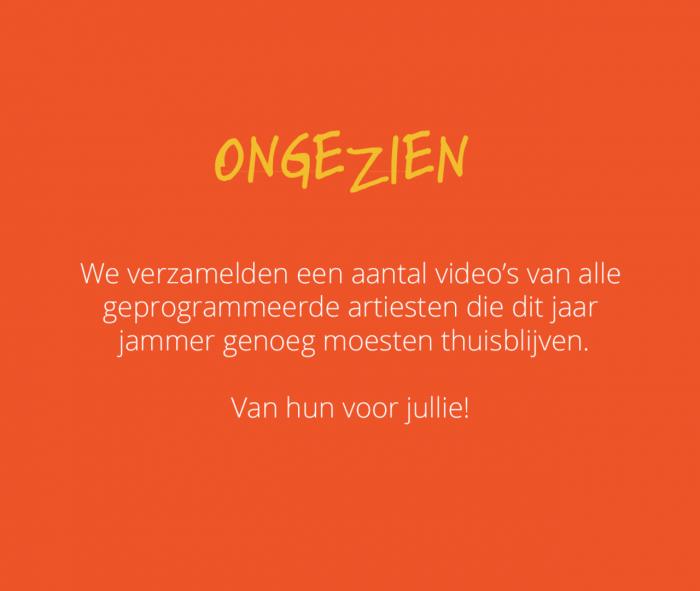 ONGEZIEN
We verzamelden een aantal video's van alle
geprogrammeerde artiesten die dit jaar
jammer genoeg moesten thuisblijven.
Van hun voor jullie!